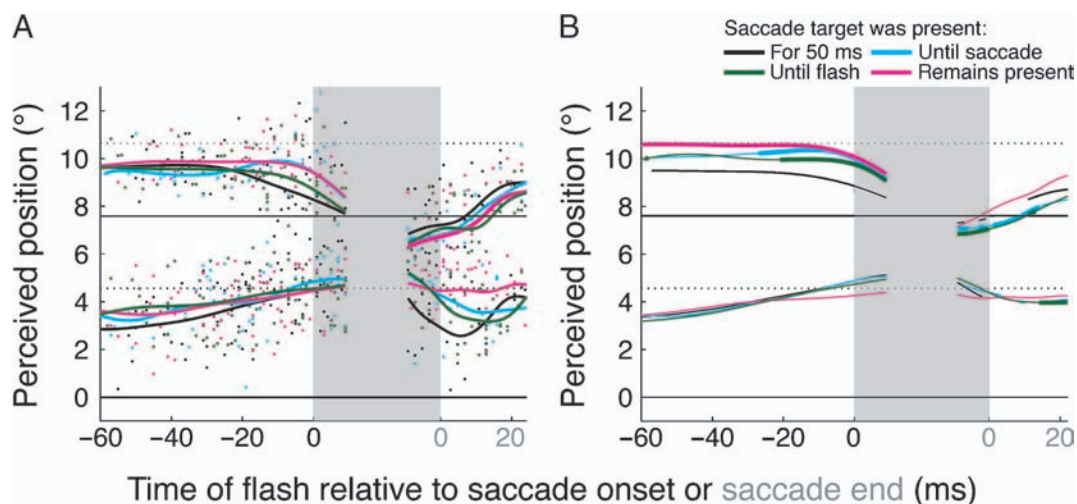 A
B
Saccade target was present:
For 50 ms
Until saccade
Until flash
Remains present
Perceived position (°)
12
10
8
6
4
2
0
−60
−40
−20
0
0
20
Perceived position (°)
12
10
8
6
4
2
0
−60
−40
−20
0
0
20
Time of flash relative to saccade onset or saccade end (ms)